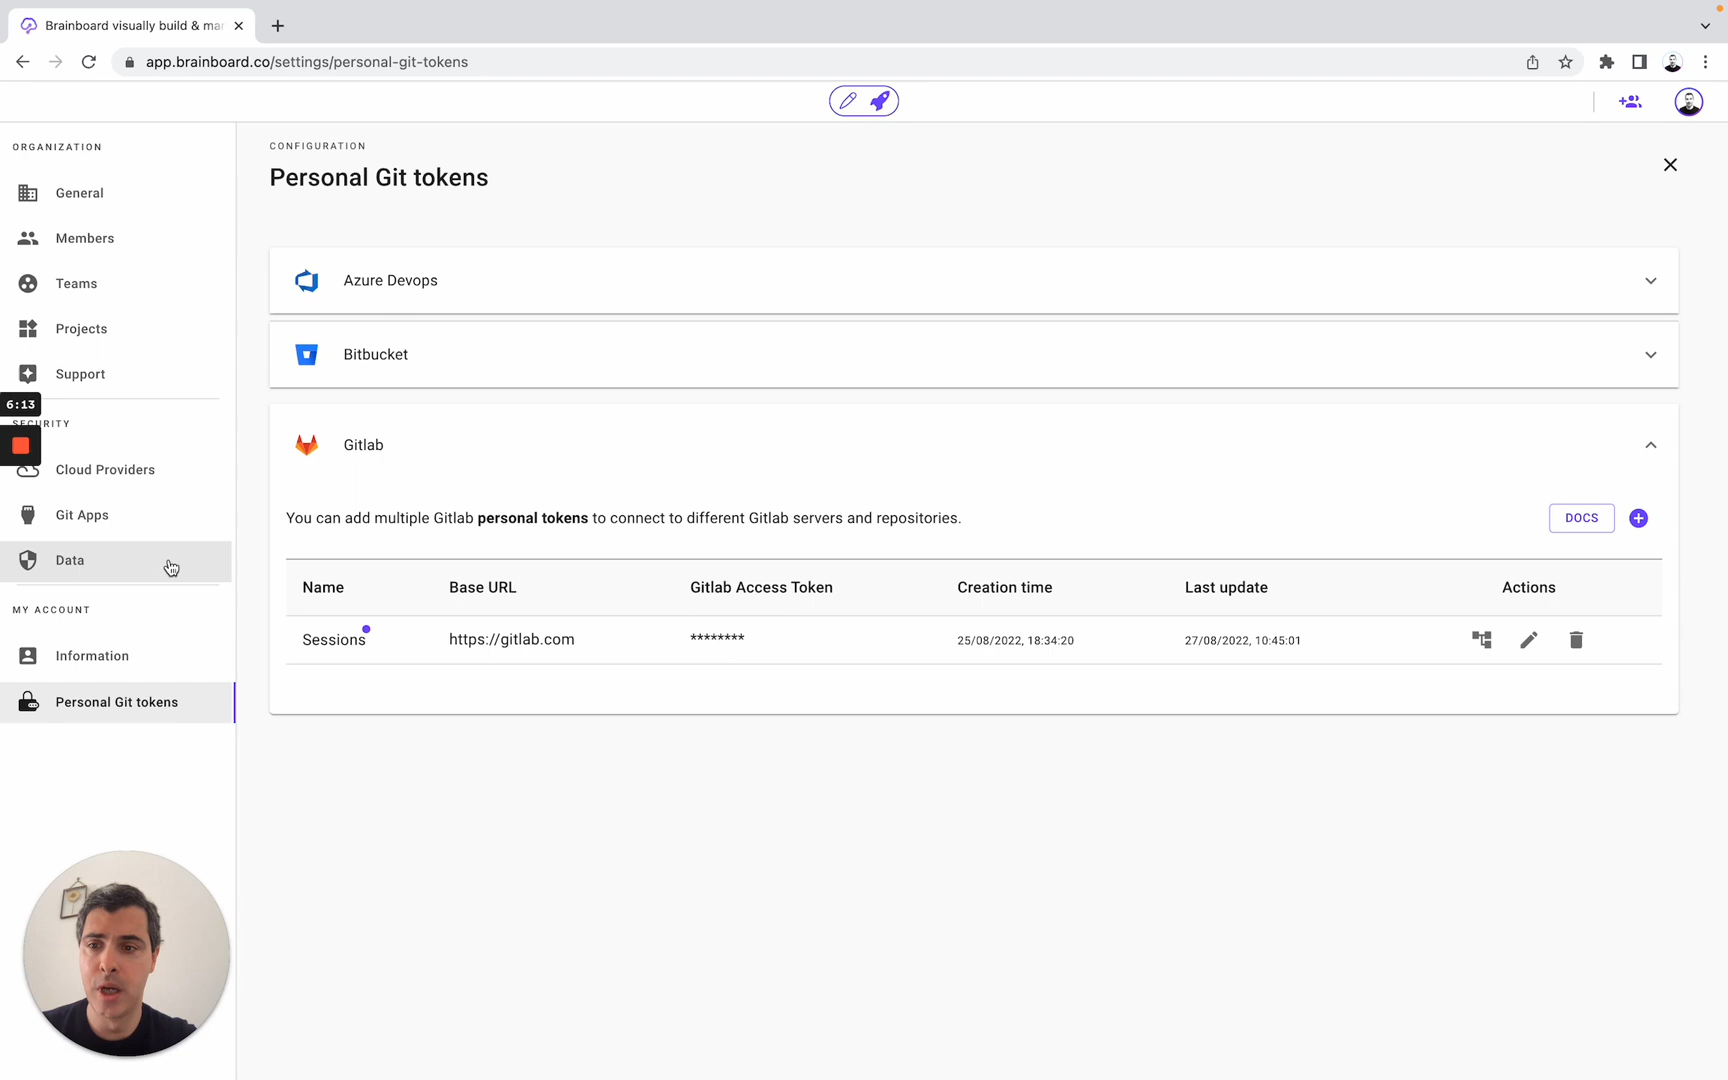 Brainboard visually build & ma
app.brainboard.co/settings/personal-git-tokens
ORGANIZATION
General
Members
Teams
Projects
Support
6:13
SECURITY
Cloud Providers
Git Apps
Data
MY ACCOUNT
Information
Personal Git tokens
CONFIGURATION
Personal Git tokens
Azure Devops
Bitbucket
Gitlab
You can add multiple Gitlab personal tokens to connect to different Gitlab servers and repositories.
DOCS
Name Base URL Gitlab Access Token Creation time Last update Actions
Sessions https://gitlab.com ******** 25/08/2022, 18:34:20 27/08/2022, 10:45:01